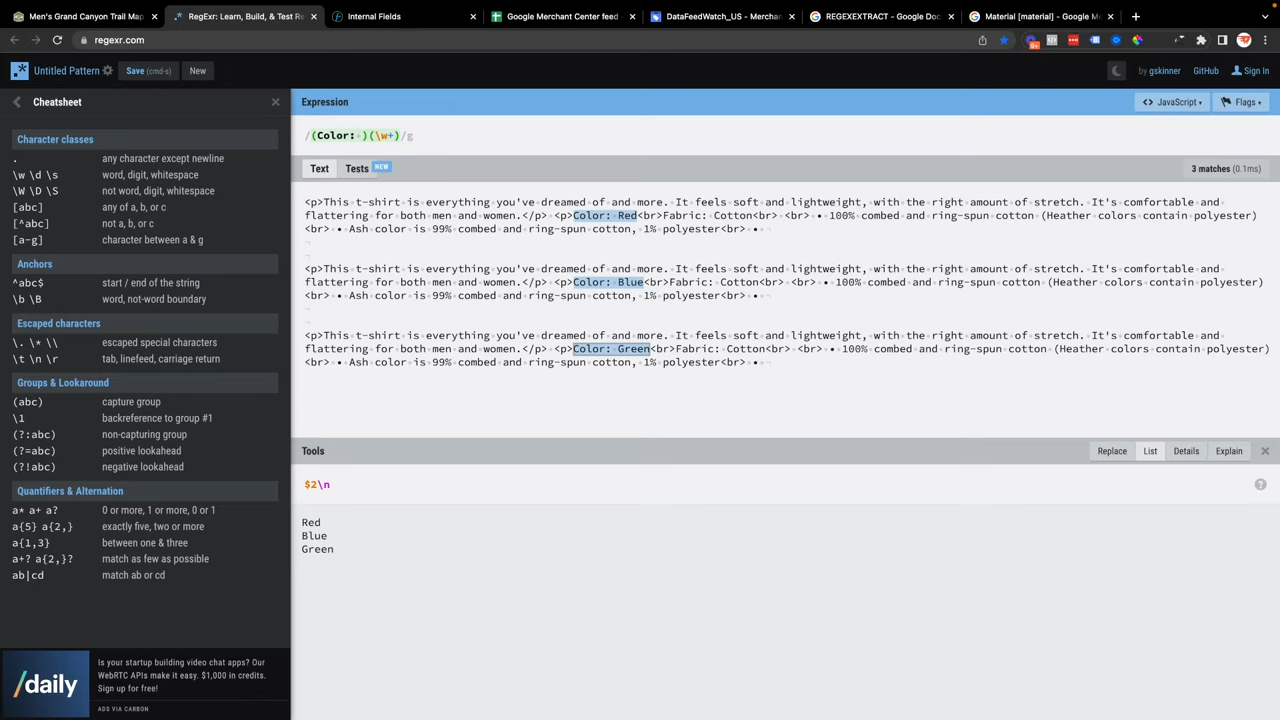 Men's Grand Canyon Trail Map
RegExr: Learn, Build, & Test Re
Internal Fields
Google Merchant Center feed
DataFeedWatch_US - Merchan
REGEXEXTRACT - Google Doc
Material [material] - Google M
regexr.com
9+
Untitled Pattern
Save (cmd-s)
New
by gskinner
GitHub
Sign In
Cheatsheet
Expression
JavaScript
Flags
/(Color: )(\w+)/g
Text
Tests NEW
3 matches (0.1ms)
<p>This t-shirt is everything you've dreamed of and more. It feels soft and lightweight, with the right amount of stretch. It's comfortable and
flattering for both men and women.</p> <p>Color: Red<br>Fabric: Cotton<br> <br> • 100% combed and ring-spun cotton (Heather colors contain polyester)
<br> • Ash color is 99% combed and ring-spun cotton, 1% polyester<br> •
<p>This t-shirt is everything you've dreamed of and more. It feels soft and lightweight, with the right amount of stretch. It's comfortable and
flattering for both men and women.</p> <p>Color: Blue<br>Fabric: Cotton<br> <br> • 100% combed and ring-spun cotton (Heather colors contain polyester)
<br> • Ash color is 99% combed and ring-spun cotton, 1% polyester<br> •
<p>This t-shirt is everything you've dreamed of and more. It feels soft and lightweight, with the right amount of stretch. It's comfortable and
flattering for both men and women.</p> <p>Color: Green<br>Fabric: Cotton<br> <br> • 100% combed and ring-spun cotton (Heather colors contain polyester)
<br> • Ash color is 99% combed and ring-spun cotton, 1% polyester<br> •
Character classes
. any character except newline
\w \d \s word, digit, whitespace
\W \D \S not word, digit, whitespace
[abc] any of a, b, or c
[^abc] not a, b, or c
[a-g] character between a & g
Anchors
^abc$ start / end of the string
\b \B word, not-word boundary
Escaped characters
\. \* \\ escaped special characters
\t \n \r tab, linefeed, carriage return
Groups & Lookaround
(abc) capture group
\1 backreference to group #1
(?:abc) non-capturing group
(?=abc) positive lookahead
(?!abc) negative lookahead
Quantifiers & Alternation
a* a+ a? 0 or more, 1 or more, 0 or 1
a{5} a{2,} exactly five, two or more
a{1,3} between one & three
a+? a{2,}? match as few as possible
ab|cd match ab or cd
Tools
Replace
List
Details
Explain
$2\n
Red
Blue
Green
/daily
Is your startup building video chat apps? Our
WebRTC APIs make it easy. $1,000 in credits.
Sign up for free!
ADS VIA CARBON